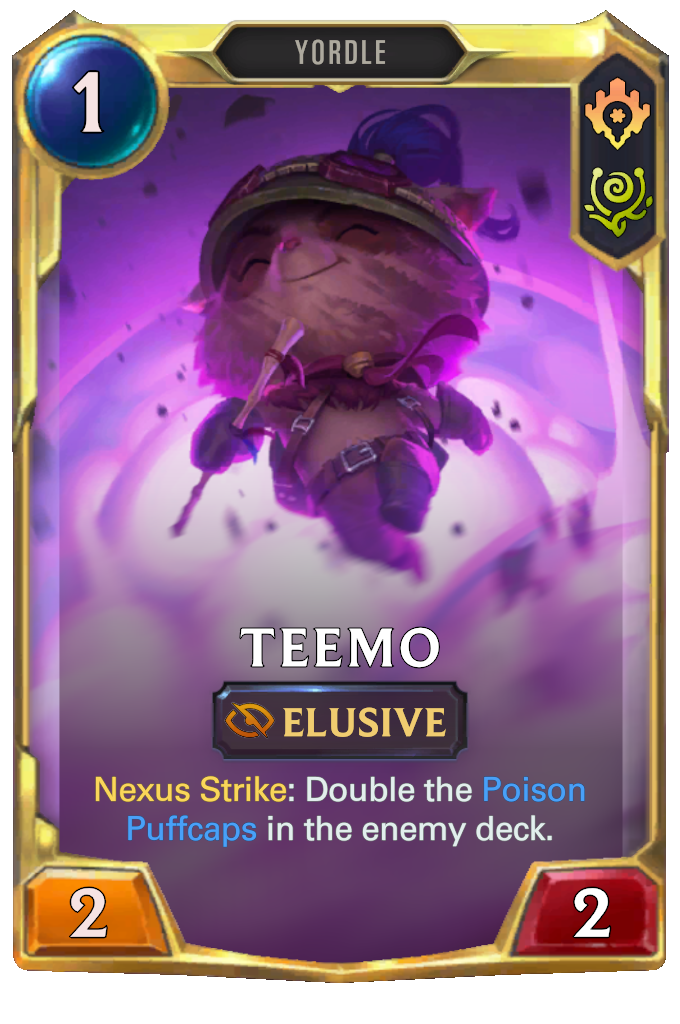 YORDLE
1
TEEMO
ELUSIVE
Nexus Strike: Double the Poison
Puffcaps in the enemy deck.
2
2